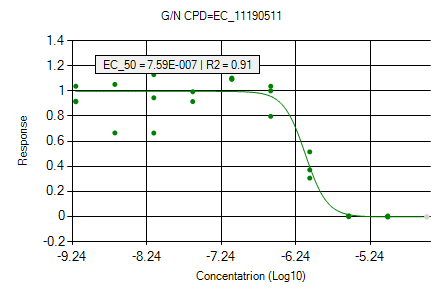 G/N CPD=EC_11190511
1.4
1.2
EC_50 =7.59E-007 | R2 = 0.91
1
0.8
0.6
0.4
0.2
0
-0.2
Response
-9.24 -8.24 -7.24 -6.24 -5.24
Concentatrion (Log10)